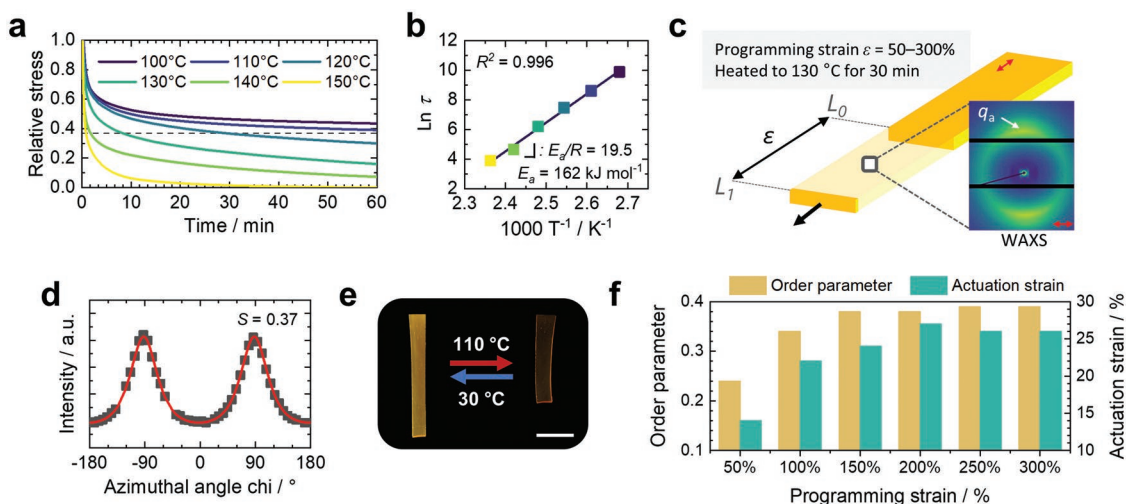 a
Relative stress
1.0
0.8
0.6
0.4
0.2
0.0
100°C
110°C
120°C
130°C
140°C
150°C
0 10 20 30 40 50 60
Time / min
b
Ln τ
12
10
8
6
4
2
R² = 0.996
: Eₐ/R = 19.5
Eₐ = 162 kJ mol⁻¹
2.3 2.4 2.5 2.6 2.7
1000 T⁻¹ / K⁻¹
c
Programming strain ε = 50–300%
Heated to 130 °C for 30 min
L₀
ε
L₁
qₐ
WAXS
d
Intensity / a.u.
S = 0.37
-180 -90 0 90 180
Azimuthal angle chi / °
e
110 °C
30 °C
f
Order parameter
Actuation strain
Order parameter
0.4
0.3
0.2
0.1
30
25
20
15
10
Actuation strain / %
50% 100% 150% 200% 250% 300%
Programming strain / %